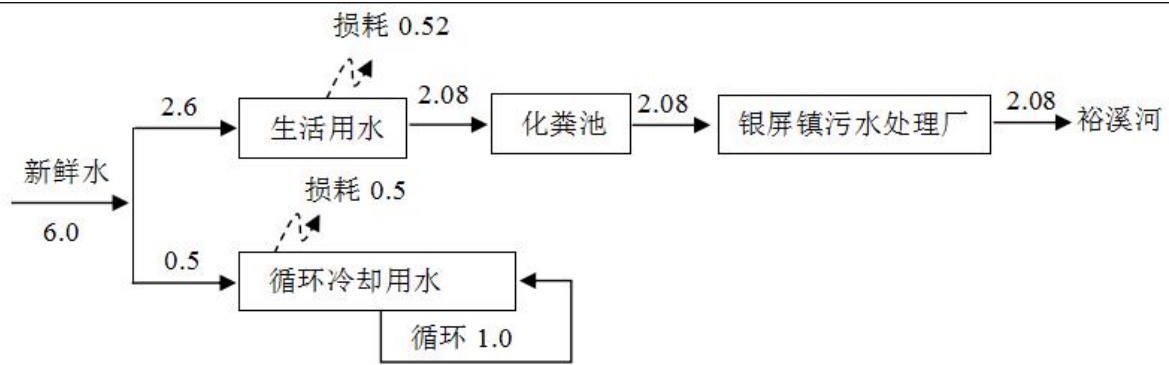 损耗 0.52
2.6
生活用水
2.08
化粪池
2.08
银屏镇污水处理厂
2.08
裕溪河
新鲜水
6.0
损耗 0.5
0.5
循环冷却用水
循环 1.0